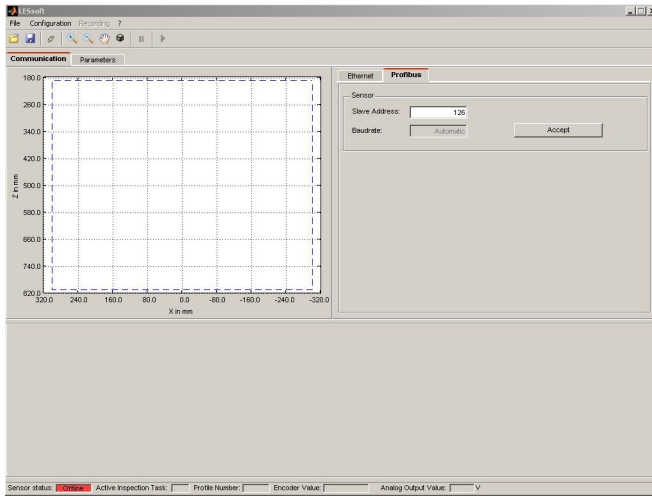 LESsoft
File Configuration Recording ?
Communication Parameters
Ethernet Profibus
Sensor
Slave Address: 126
Baudrate: Automatic Accept
180.0
260.0
340.0
420.0
500.0
580.0
660.0
740.0
820.0
Z in mm
320.0 240.0 160.0 80.0 0.0 -80.0 -160.0 -240.0 -320.0
X in mm
Sensor status: Offline Active Inspection Task: Profile Number: Encoder Value: Analog Output Value: V